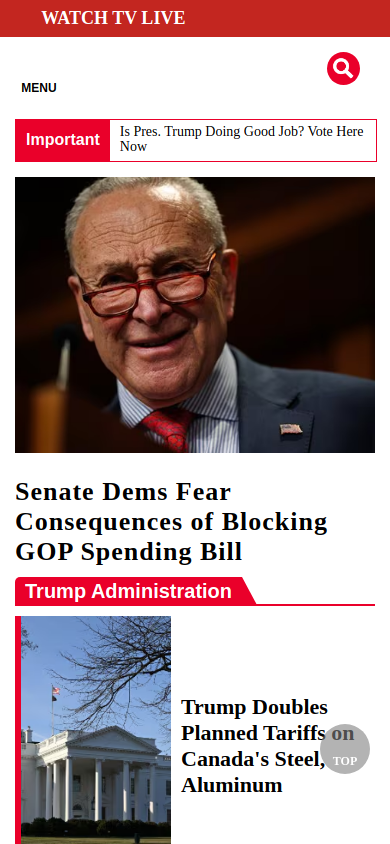 WATCH TV LIVE
MENU
Important
Is Pres. Trump Doing Good Job? Vote Here
Now
Senate Dems Fear
Consequences of Blocking
GOP Spending Bill
Trump Administration
Trump Doubles
Planned Tariffs on
Canada's Steel,
Aluminum
TOP